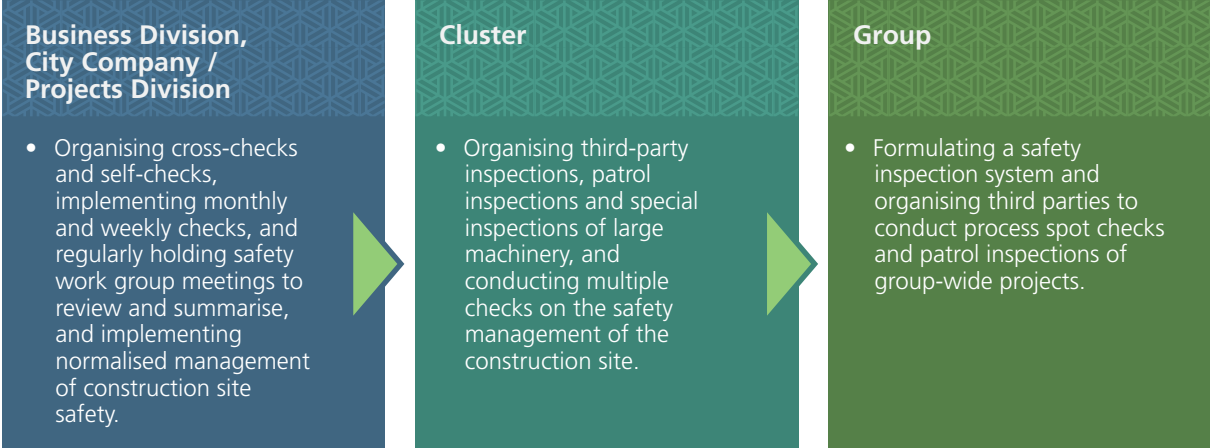 Business Division,
City Company /
Projects Division
• Organising cross-checks
and self-checks,
implementing monthly
and weekly checks, and
regularly holding safety
work group meetings to
review and summarise,
and implementing
normalised management
of construction site
safety.
Cluster
• Organising third-party
inspections, patrol
inspections and special
inspections of large
machinery, and
conducting multiple
checks on the safety
management of the
construction site.
Group
• Formulating a safety
inspection system and
organising third parties to
conduct process spot checks
and patrol inspections of
group-wide projects.